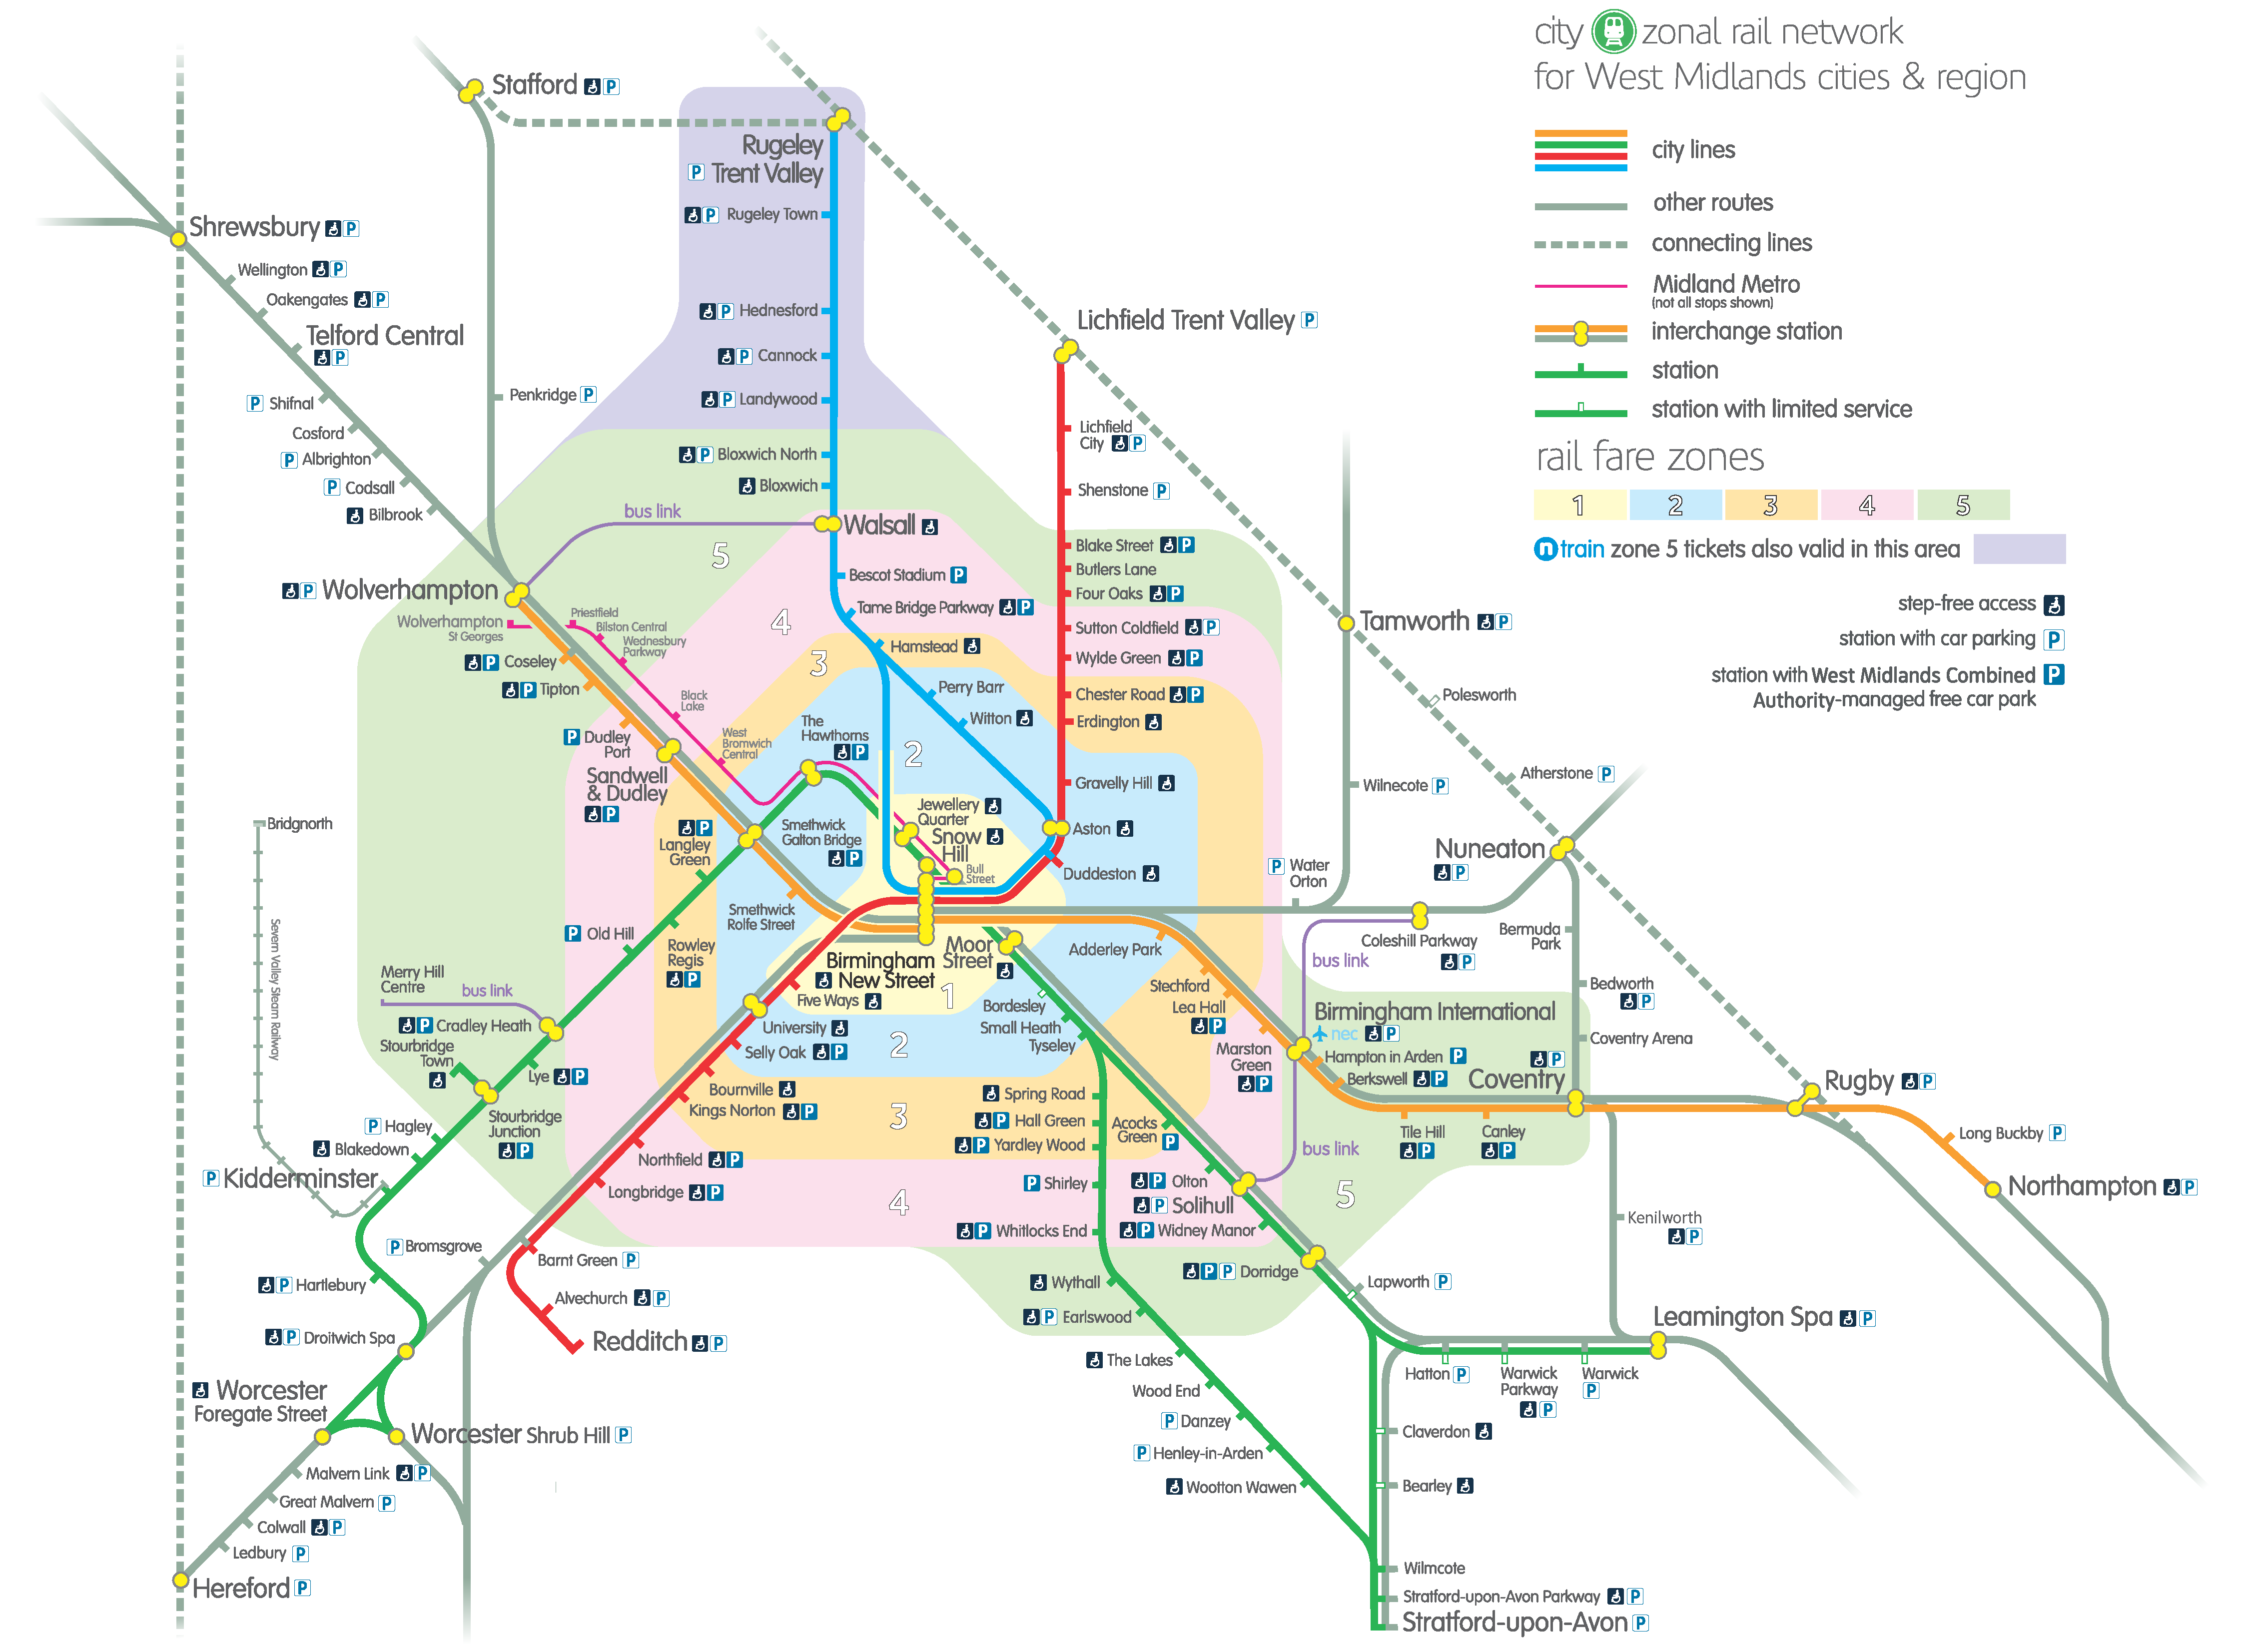 city zonal rail network
for West Midlands cities & region
city lines
other routes
connecting lines
Midland Metro
(not all stops shown)
interchange station
station
station with limited service
rail fare zones
1 2 3 4 5
n train zone 5 tickets also valid in this area
step-free access
station with car parking P
station with West Midlands Combined P
Authority-managed free car park
Stafford P
Rugeley
P Trent Valley
P Rugeley Town
P Hednesford
P Cannock
P Landywood
P Bloxwich North
Bloxwich
Walsall
bus link
Bescot Stadium P
Tame Bridge Parkway P
Hamstead
Perry Barr
Witton
Shrewsbury P
Wellington P
Oakengates P
Telford Central
P
P Shifnal
Cosford
P Albrighton
P Codsall
Bilbrook
Penkridge P
P Wolverhampton
Wolverhampton
St Georges
Priestfield
Bilston Central
Wednesbury
Parkway
Black
Lake
West
Bromwich
Central
P Coseley
P Tipton
P Dudley
Port
Sandwell
& Dudley
P
The
Hawthorns
P
Smethwick
Galton Bridge
P
Smethwick
Rolfe Street
Jewellery
Quarter
Snow
Hill
Bull
Street
Lichfield Trent Valley P
Lichfield
City P
Shenstone P
Blake Street P
Butlers Lane
Four Oaks P
Sutton Coldfield P
Wylde Green P
Chester Road P
Erdington
Gravelly Hill
Aston
Duddeston
5
4
3
2
1
2
3
4
5
Tamworth P
Polesworth
Wilnecote P
Atherstone P
Nuneaton
P
P Water
Orton
Coleshill Parkway
P
bus link
Bermuda
Park
Bedworth
P
Coventry Arena
P
Coventry
Birmingham International
nec P
Hampton in Arden P
Berkswell P
Marston
Green
P
Lea Hall
P
Stechford
Adderley Park
Tile Hill
P
Canley
P
Rugby P
Long Buckby P
Northampton P
Kenilworth
P
Leamington Spa P
bus link
Birmingham
New Street
Moor
Street
Five Ways
University
Selly Oak P
Bournville
Kings Norton P
Northfield P
Longbridge P
Barnt Green P
Alvechurch P
Redditch P
P Bromsgrove
Bordesley
Small Heath
Tyseley
Spring Road
P Hall Green
P Yardley Wood
P Shirley
P Whitlocks End
Wythall
P Earlswood
The Lakes
Wood End
P Danzey
P Henley-in-Arden
Wootton Wawen
Acocks
Green P
P Olton
P Solihull
P Widney Manor
P P Dorridge
Lapworth P
Hatton P
Warwick
Parkway
P
Warwick
P
Claverdon
Bearley
Wilmcote
Stratford-upon-Avon Parkway P
Stratford-upon-Avon P
Bridgnorth
Severn Valley Steam Railway
P
Langley
Green
Rowley
Regis
P
P Old Hill
Merry Hill
Centre
bus link
P Cradley Heath
Stourbridge
Town
Lye P
Stourbridge
Junction
P
P Hagley
Blakedown
P Kidderminster
P Hartlebury
P Droitwich Spa
Worcester
Foregate Street
Worcester Shrub Hill P
Malvern Link P
Great Malvern P
Colwall P
Ledbury P
Hereford P